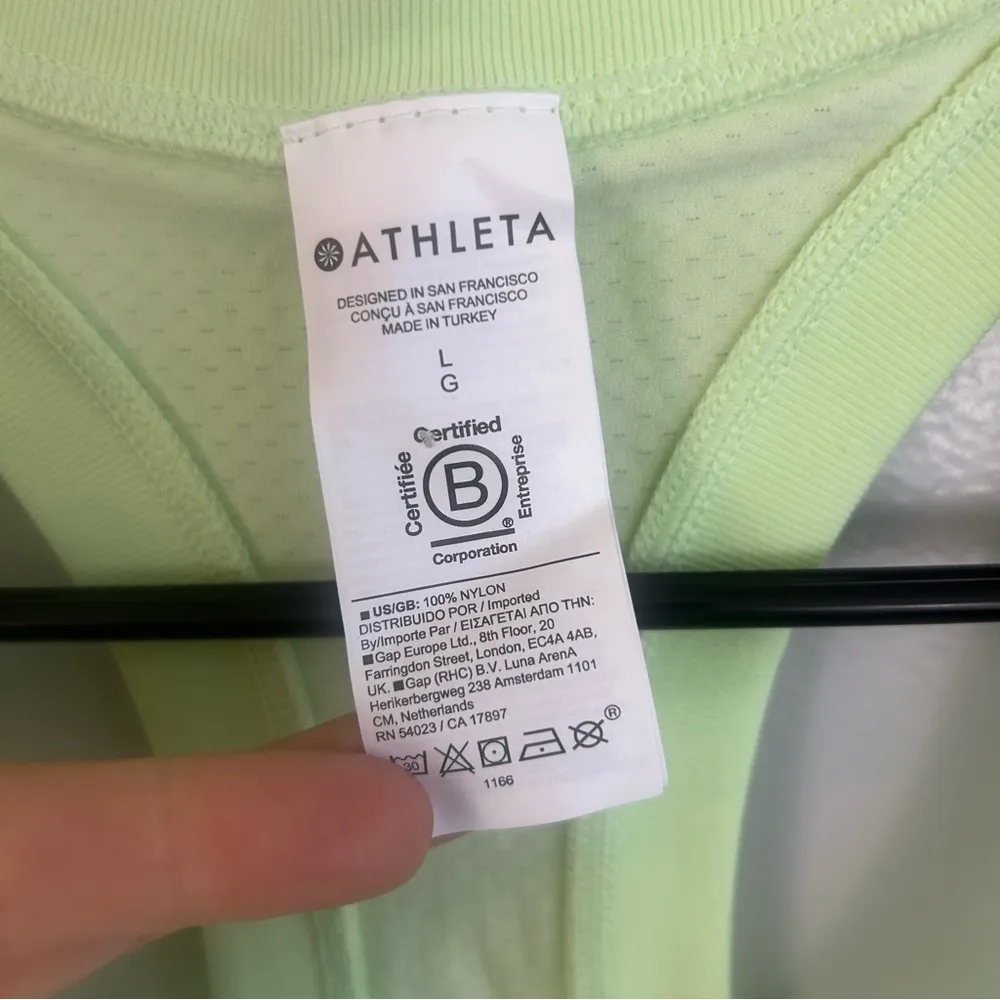 ATHLETA
DESIGNED IN SAN FRANCISCO
CONÇU À SAN FRANCISCO
MADE IN TURKEY
L
G
Certified
Certifiée
B
Entreprise
®
Corporation
US/GB: 100% NYLON
DISTRIBUIDO POR / Imported
By/Importe Par / ΕΙΣΑΓΕΤΑΙ ΑΠΟ ΤΗΝ:
Gap Europe Ltd., 8th Floor, 20
Farringdon Street, London, EC4A 4AB,
UK. Gap (RHC) B.V. Luna ArenA
Herikerbergweg 238 Amsterdam 1101
CM, Netherlands
RN 54023 / CA 17897
30 ®
1166